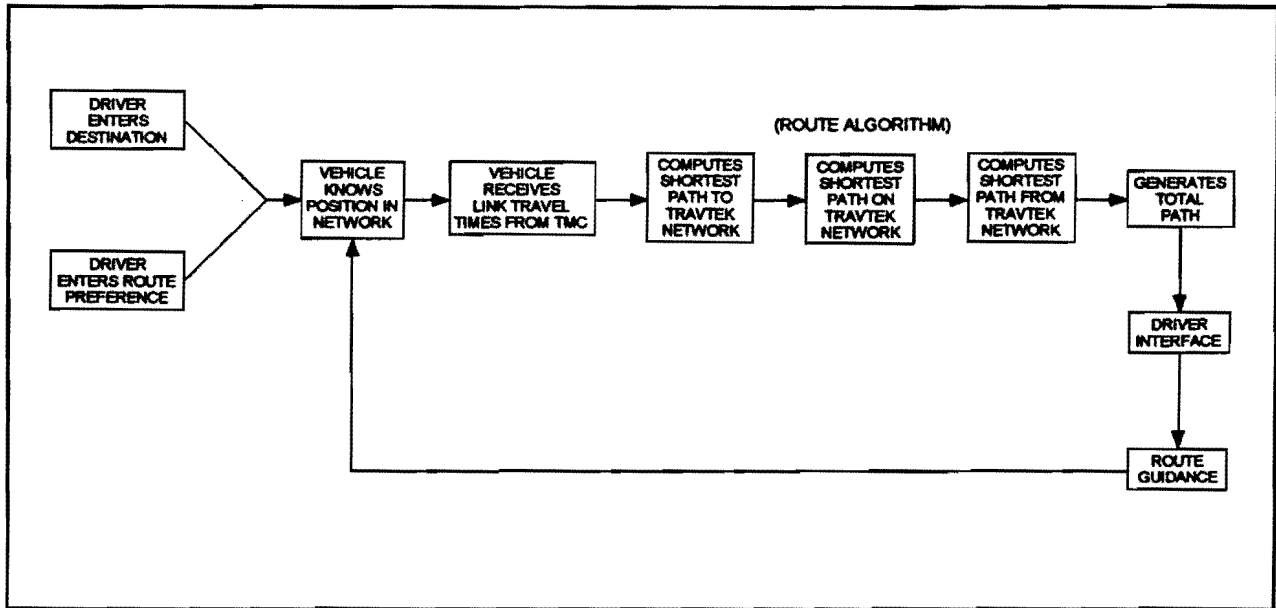 DRIVER
ENTERS
DESTINATION
DRIVER
ENTERS ROUTE
PREFERENCE
VEHICLE
KNOWS
POSITION IN
NETWORK
VEHICLE
RECEIVES
LINK TRAVEL
TIMES FROM TMC
(ROUTE ALGORITHM)
COMPUTES
SHORTEST
PATH TO
TRAVTEK
NETWORK
COMPUTES
SHORTEST
PATH ON
TRAVTEK
NETWORK
COMPUTES
SHORTEST
PATH FROM
TRAVTEK
NETWORK
GENERATES
TOTAL
PATH
DRIVER
INTERFACE
ROUTE
GUIDANCE